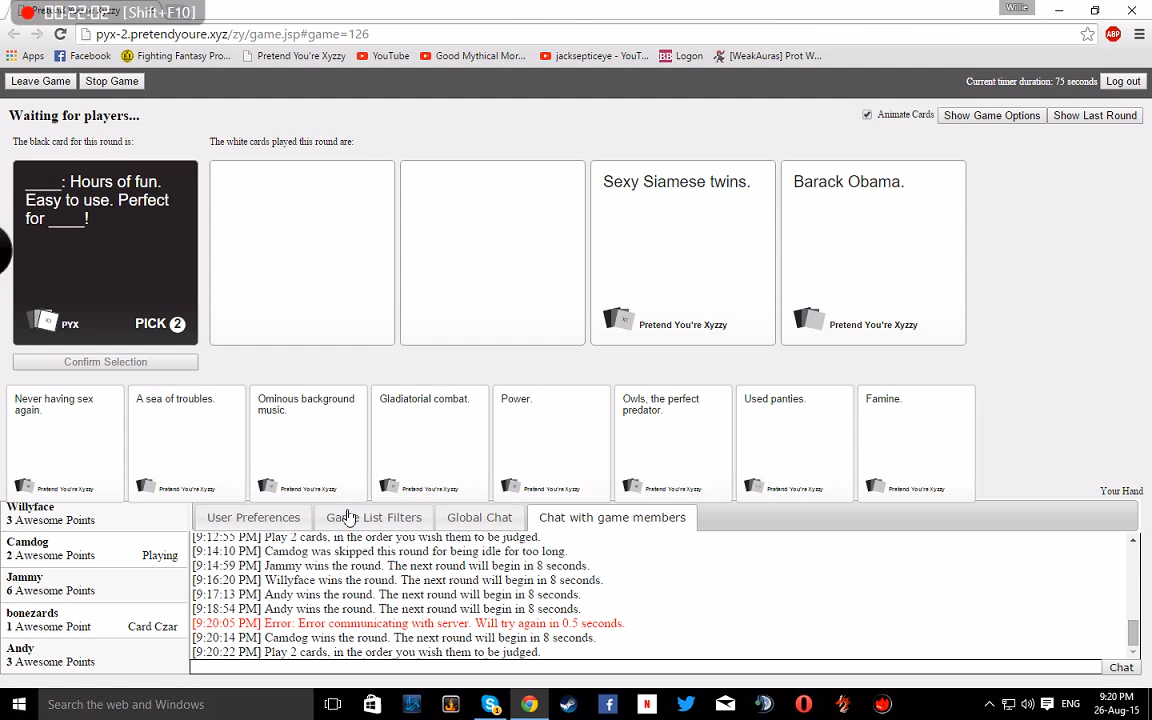 00:22:02 [Shift+F10]
Willie
pyx-2.pretendyoure.xyz/zy/game.jsp#game=126
Apps Facebook Fighting Fantasy Pro... Pretend You're Xyzzy YouTube Good Mythical Mor... jacksepticeye - YouT... Logon [WeakAuras] Prot W...
Leave Game Stop Game Current timer duration: 75 seconds Log out
Waiting for players... Animate Cards Show Game Options Show Last Round
The black card for this round is: The white cards played this round are:
____: Hours of fun.
Easy to use. Perfect
for ____!
PYX PICK 2
Sexy Siamese twins.
Pretend You're Xyzzy
Barack Obama.
Pretend You're Xyzzy
Confirm Selection
Never having sex
again.
Pretend You're Xyzzy
A sea of troubles.
Pretend You're Xyzzy
Ominous background
music.
Pretend You're Xyzzy
Gladiatorial combat.
Pretend You're Xyzzy
Power.
Pretend You're Xyzzy
Owls, the perfect
predator.
Pretend You're Xyzzy
Used panties.
Pretend You're Xyzzy
Famine.
Pretend You're Xyzzy
Your Hand
Willyface
3 Awesome Points
Camdog
2 Awesome Points Playing
Jammy
6 Awesome Points
bonezards
1 Awesome Point Card Czar
Andy
3 Awesome Points
User Preferences Game List Filters Global Chat Chat with game members
[9:12:55 PM] Play 2 cards, in the order you wish them to be judged.
[9:14:10 PM] Camdog was skipped this round for being idle for too long.
[9:14:59 PM] Jammy wins the round. The next round will begin in 8 seconds.
[9:16:20 PM] Willyface wins the round. The next round will begin in 8 seconds.
[9:17:13 PM] Andy wins the round. The next round will begin in 8 seconds.
[9:18:54 PM] Andy wins the round. The next round will begin in 8 seconds.
[9:20:05 PM] Error: Error communicating with server. Will try again in 0.5 seconds.
[9:20:14 PM] Camdog wins the round. The next round will begin in 8 seconds.
[9:20:22 PM] Play 2 cards, in the order you wish them to be judged.
Chat
Search the web and Windows
ENG
9:20 PM
26-Aug-15